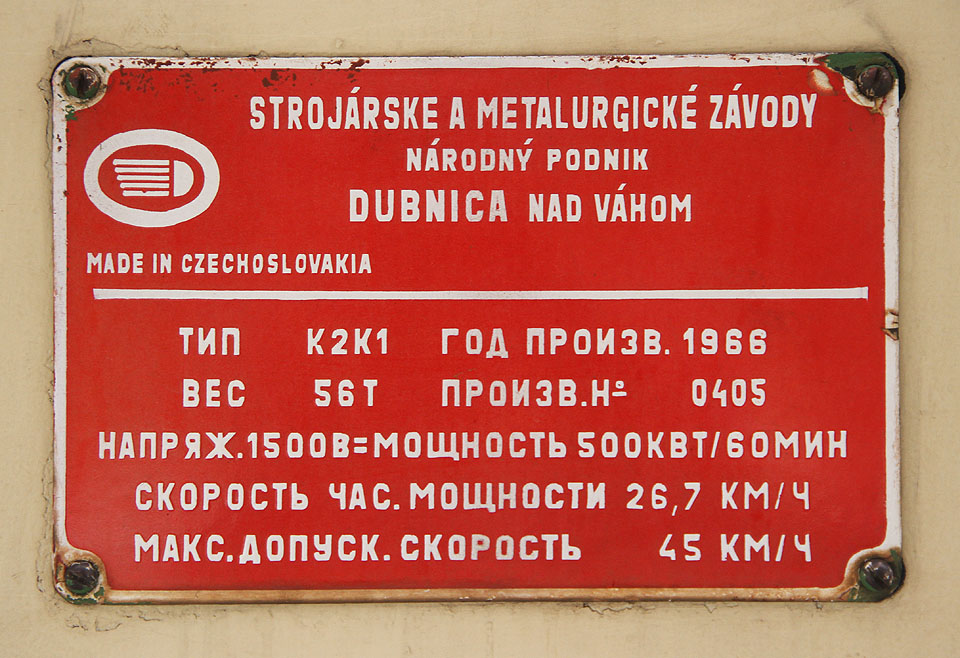 STROJÁRSKE A METALURGICKÉ ZÁVODY
NÁRODNÝ PODNIK
DUBNICA NAD VÁHOM
MADE IN CZECHOSLOVAKIA
ТИП К2К1 ГОД ПРОИЗВ. 1966
ВЕС 56Т ПРОИЗВ.Nº 0405
НАПРЯЖ.1500В=МОЩНОСТЬ 500КВТ/60МИН
СКОРОСТЬ ЧАС. МОЩНОСТИ 26,7 КМ/Ч
МАКС.ДОПУСК. СКОРОСТЬ 45 КМ/Ч